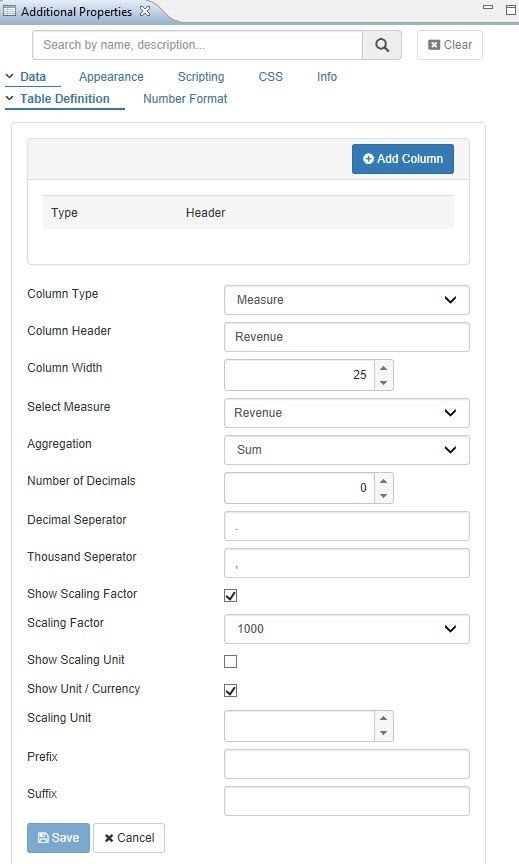 Additional Properties
Search by name, description...
Clear
Data Appearance Scripting CSS Info
Table Definition Number Format
Add Column
Type Header
Column Type Measure
Column Header Revenue
Column Width 25
Select Measure Revenue
Aggregation Sum
Number of Decimals 0
Decimal Seperator .
Thousand Seperator ,
Show Scaling Factor
Scaling Factor 1000
Show Scaling Unit
Show Unit / Currency
Scaling Unit
Prefix
Suffix
Save Cancel